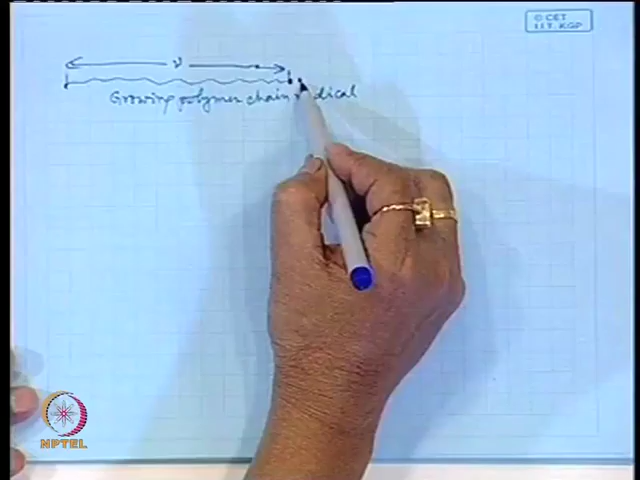 © CET
I.I.T. KGP
ν
Growing polymer chain radical
NPTEL